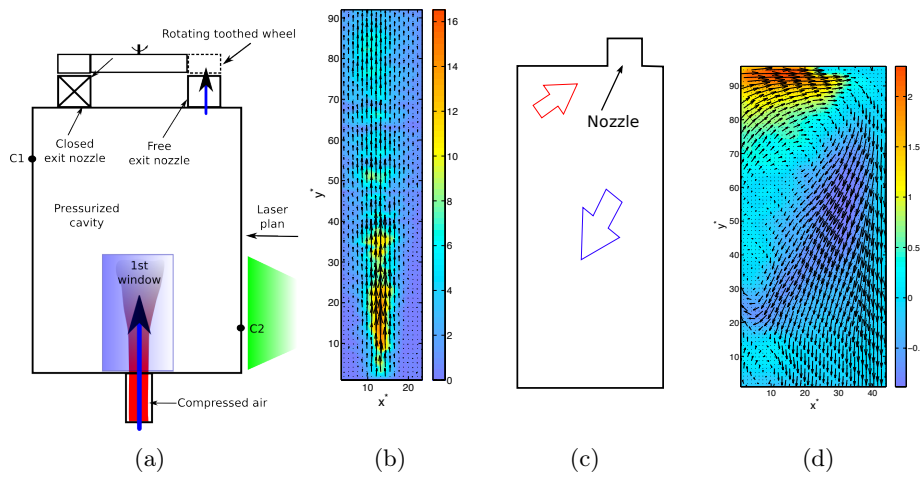 Rotating toothed wheel
Closed
exit nozzle
Free
exit nozzle
C1
Pressurized
cavity
Laser
plan
1st
window
C2
Compressed air
(a)
90
80
70
60
50
40
30
20
10
y*
10 20
x*
16
14
12
10
8
6
4
2
0
(b)
Nozzle
(c)
90
80
70
60
50
40
30
20
10
y*
10 20 30 40
x*
2
1.5
1
0.5
0
(d)